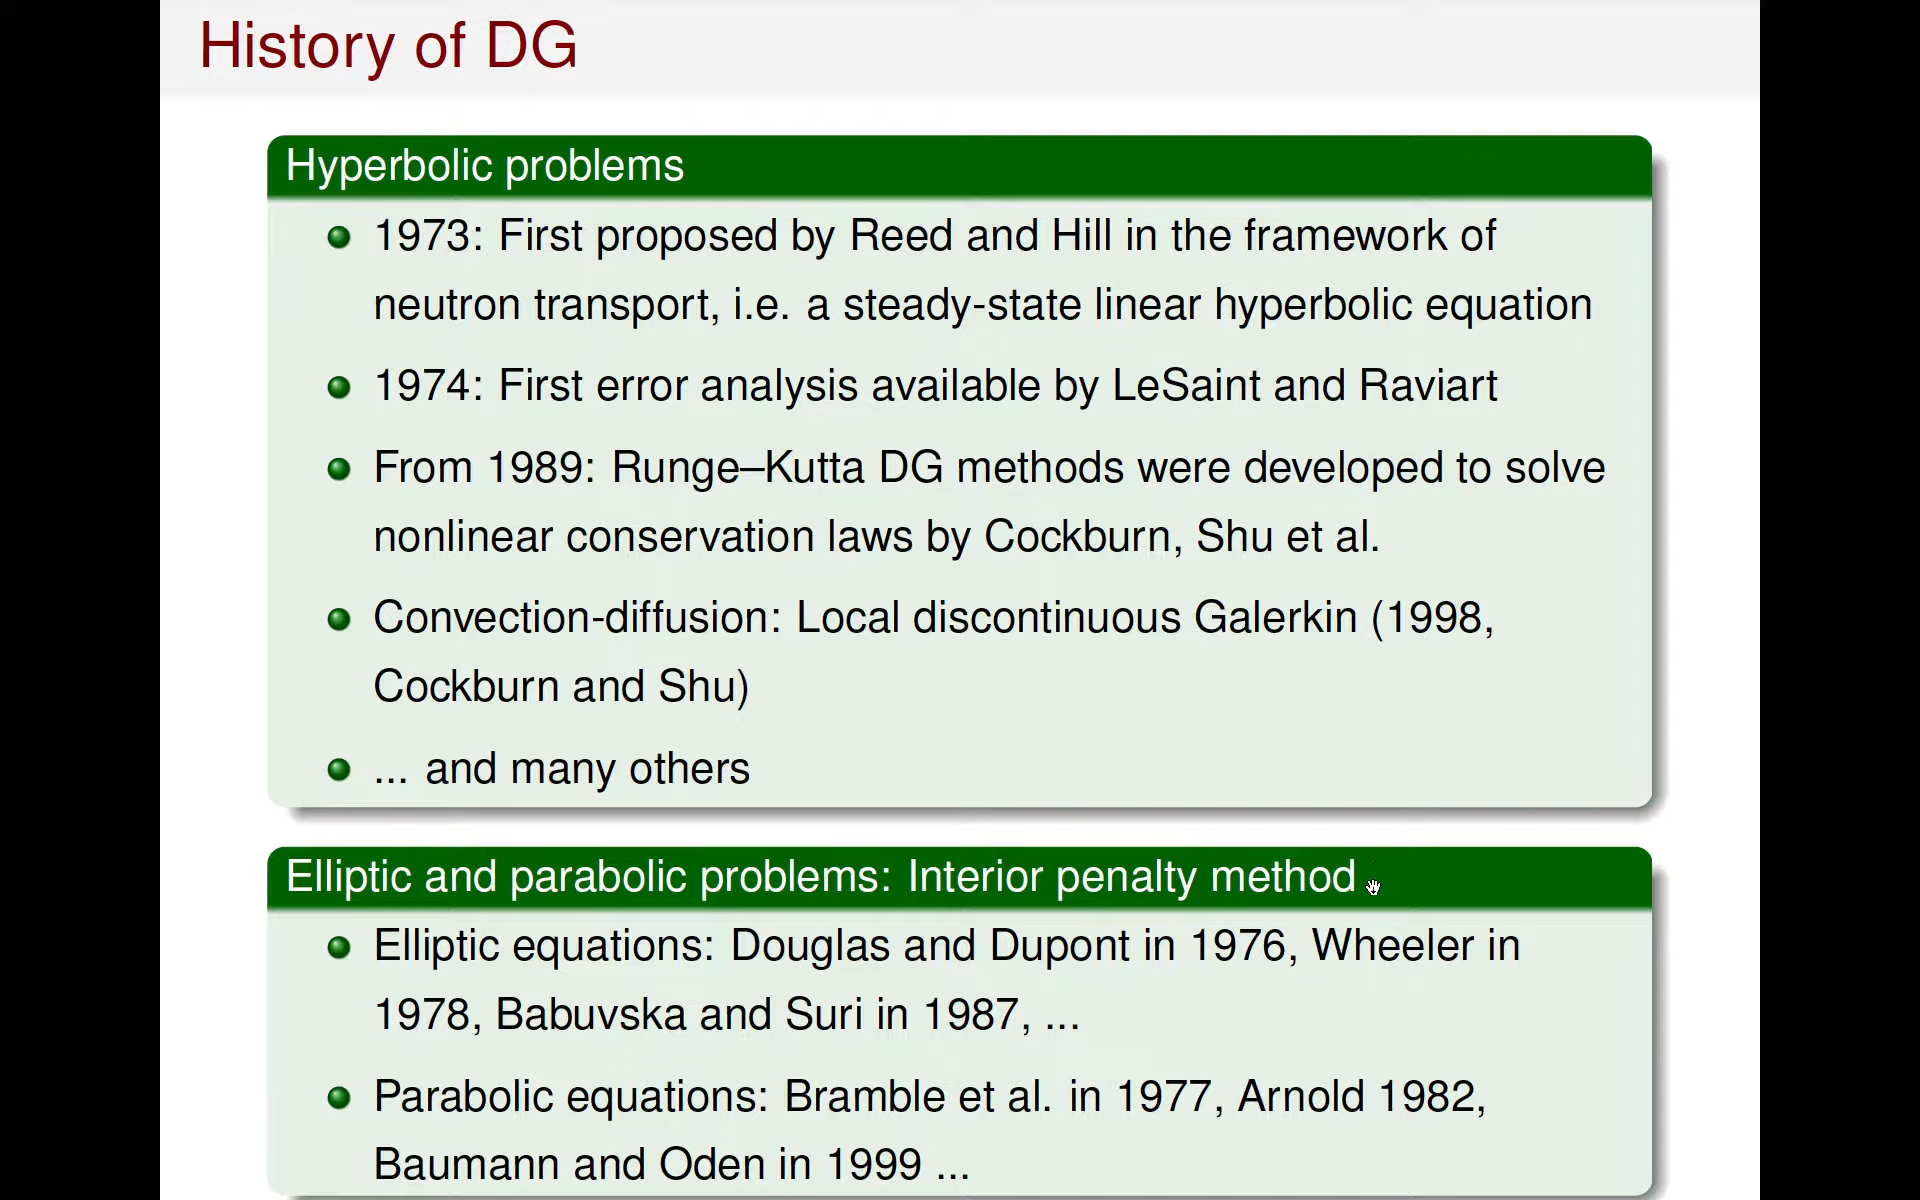 History of DG
Hyperbolic problems
1973: First proposed by Reed and Hill in the framework of
neutron transport, i.e. a steady-state linear hyperbolic equation
1974: First error analysis available by LeSaint and Raviart
From 1989: Runge–Kutta DG methods were developed to solve
nonlinear conservation laws by Cockburn, Shu et al.
Convection-diffusion: Local discontinuous Galerkin (1998,
Cockburn and Shu)
... and many others
Elliptic and parabolic problems: Interior penalty method
Elliptic equations: Douglas and Dupont in 1976, Wheeler in
1978, Babuvska and Suri in 1987, ...
Parabolic equations: Bramble et al. in 1977, Arnold 1982,
Baumann and Oden in 1999 ...